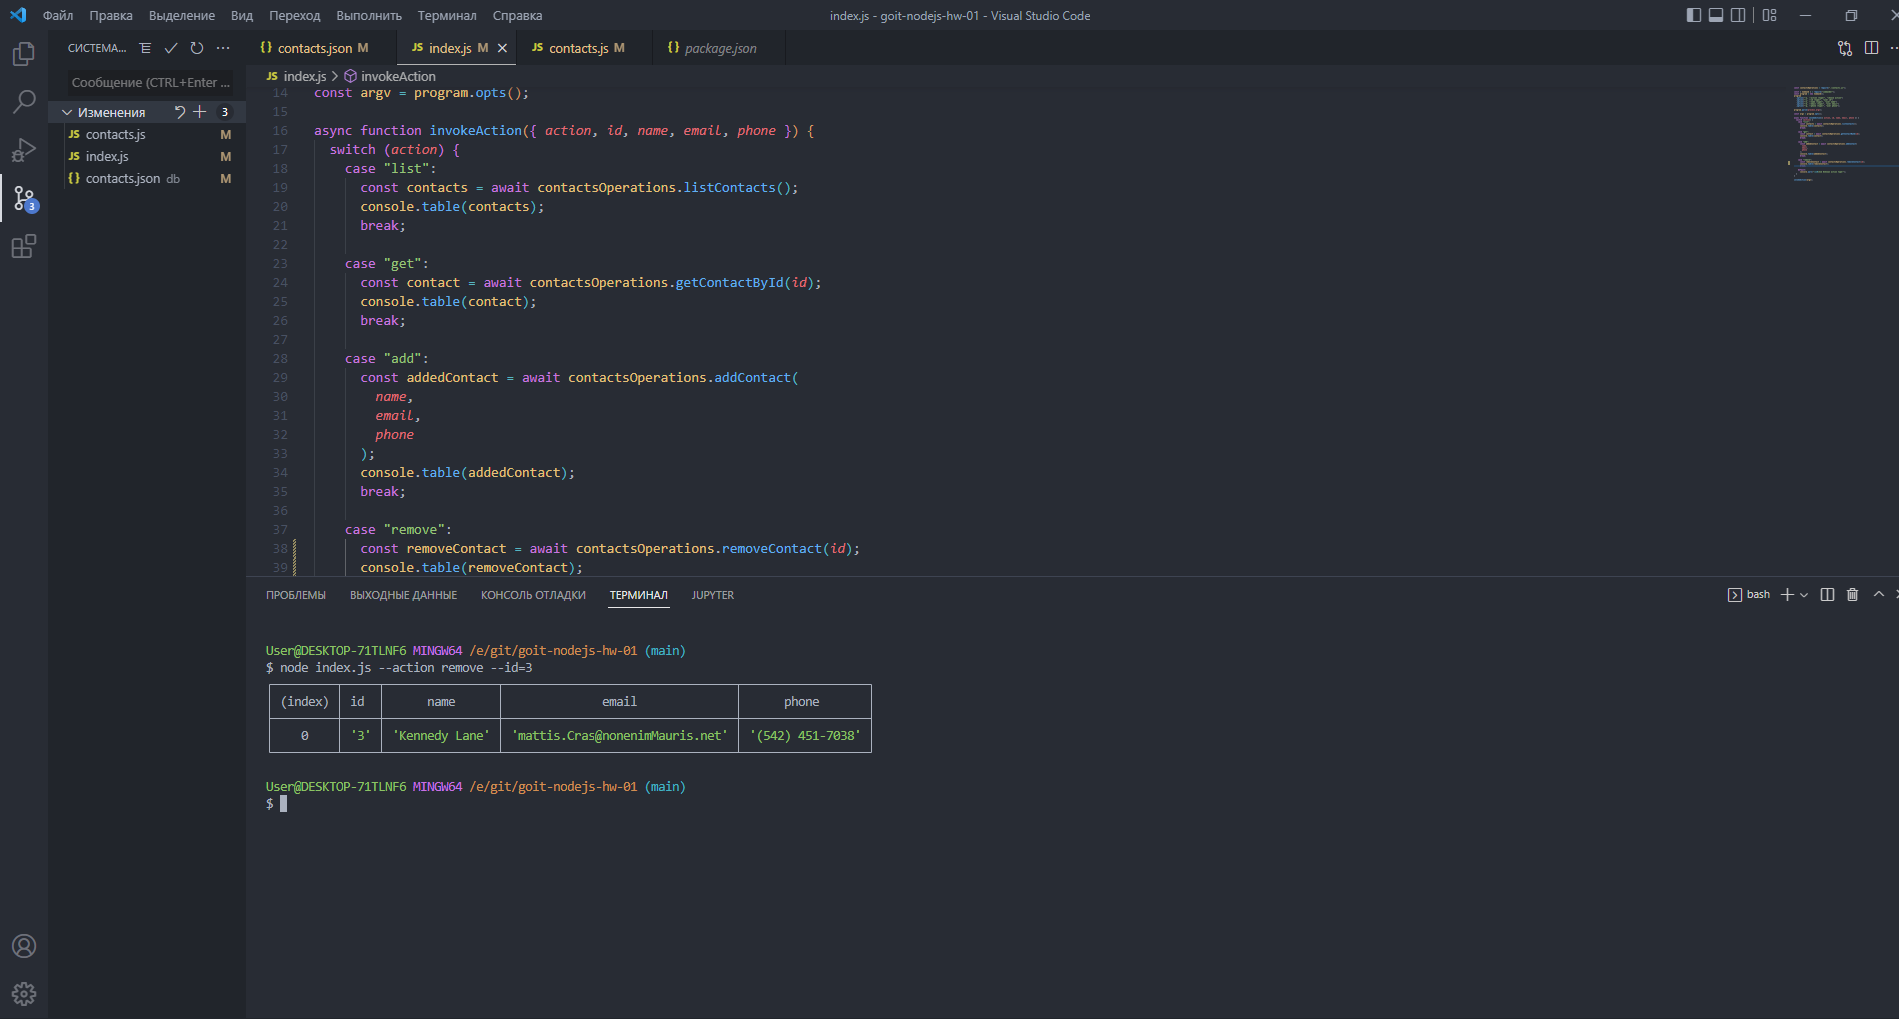 Файл Правка Выделение Вид Переход Выполнить Терминал Справка
index.js - goit-nodejs-hw-01 - Visual Studio Code
СИСТЕМА...
contacts.json M
JS index.js M
JS contacts.js M
package.json
Сообщение (CTRL+Enter ...
Изменения 3
JS contacts.js M
JS index.js M
{} contacts.json db M
3
JS index.js > invokeAction
14 const argv = program.opts();
15
16 async function invokeAction({ action, id, name, email, phone }) {
17 switch (action) {
18 case "list":
19 const contacts = await contactsOperations.listContacts();
20 console.table(contacts);
21 break;
22
23 case "get":
24 const contact = await contactsOperations.getContactById(id);
25 console.table(contact);
26 break;
27
28 case "add":
29 const addedContact = await contactsOperations.addContact(
30 name,
31 email,
32 phone
33 );
34 console.table(addedContact);
35 break;
36
37 case "remove":
38 const removeContact = await contactsOperations.removeContact(id);
39 console.table(removeContact);
ПРОБЛЕМЫ ВЫХОДНЫЕ ДАННЫЕ КОНСОЛЬ ОТЛАДКИ ТЕРМИНАЛ JUPYTER
bash
User@DESKTOP-71TLNF6 MINGW64 /e/git/goit-nodejs-hw-01 (main)
$ node index.js --action remove --id=3
(index) id name email phone
0 '3' 'Kennedy Lane' 'mattis.Cras@nonenimMauris.net' '(542) 451-7038'
User@DESKTOP-71TLNF6 MINGW64 /e/git/goit-nodejs-hw-01 (main)
$